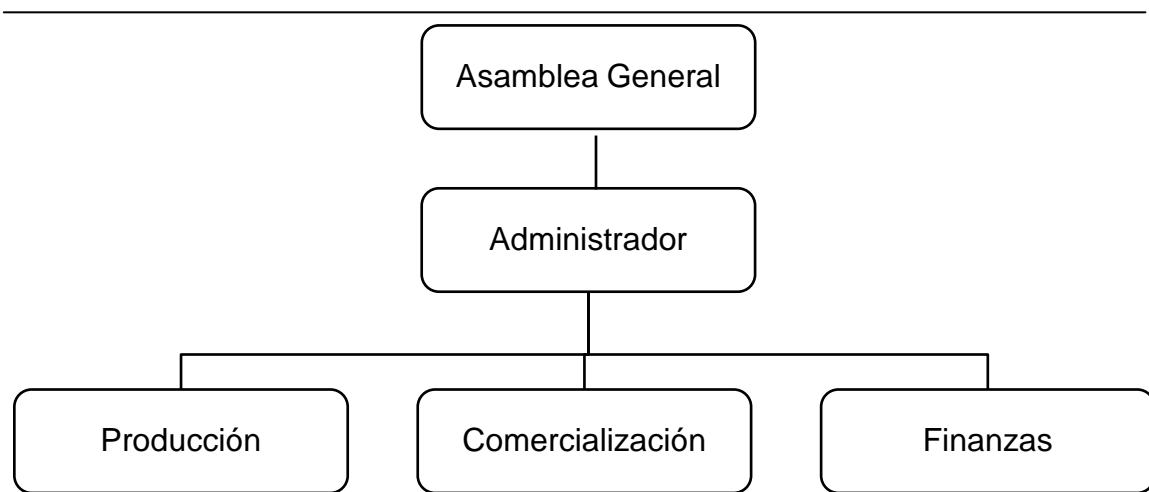 Asamblea General
Administrador
Producción
Comercialización
Finanzas